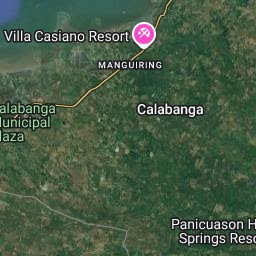 Villa Casiano Resort
MANGUIRING
Calabanga
alabanga
unicipal
laza
Panicuason H
Springs Reso